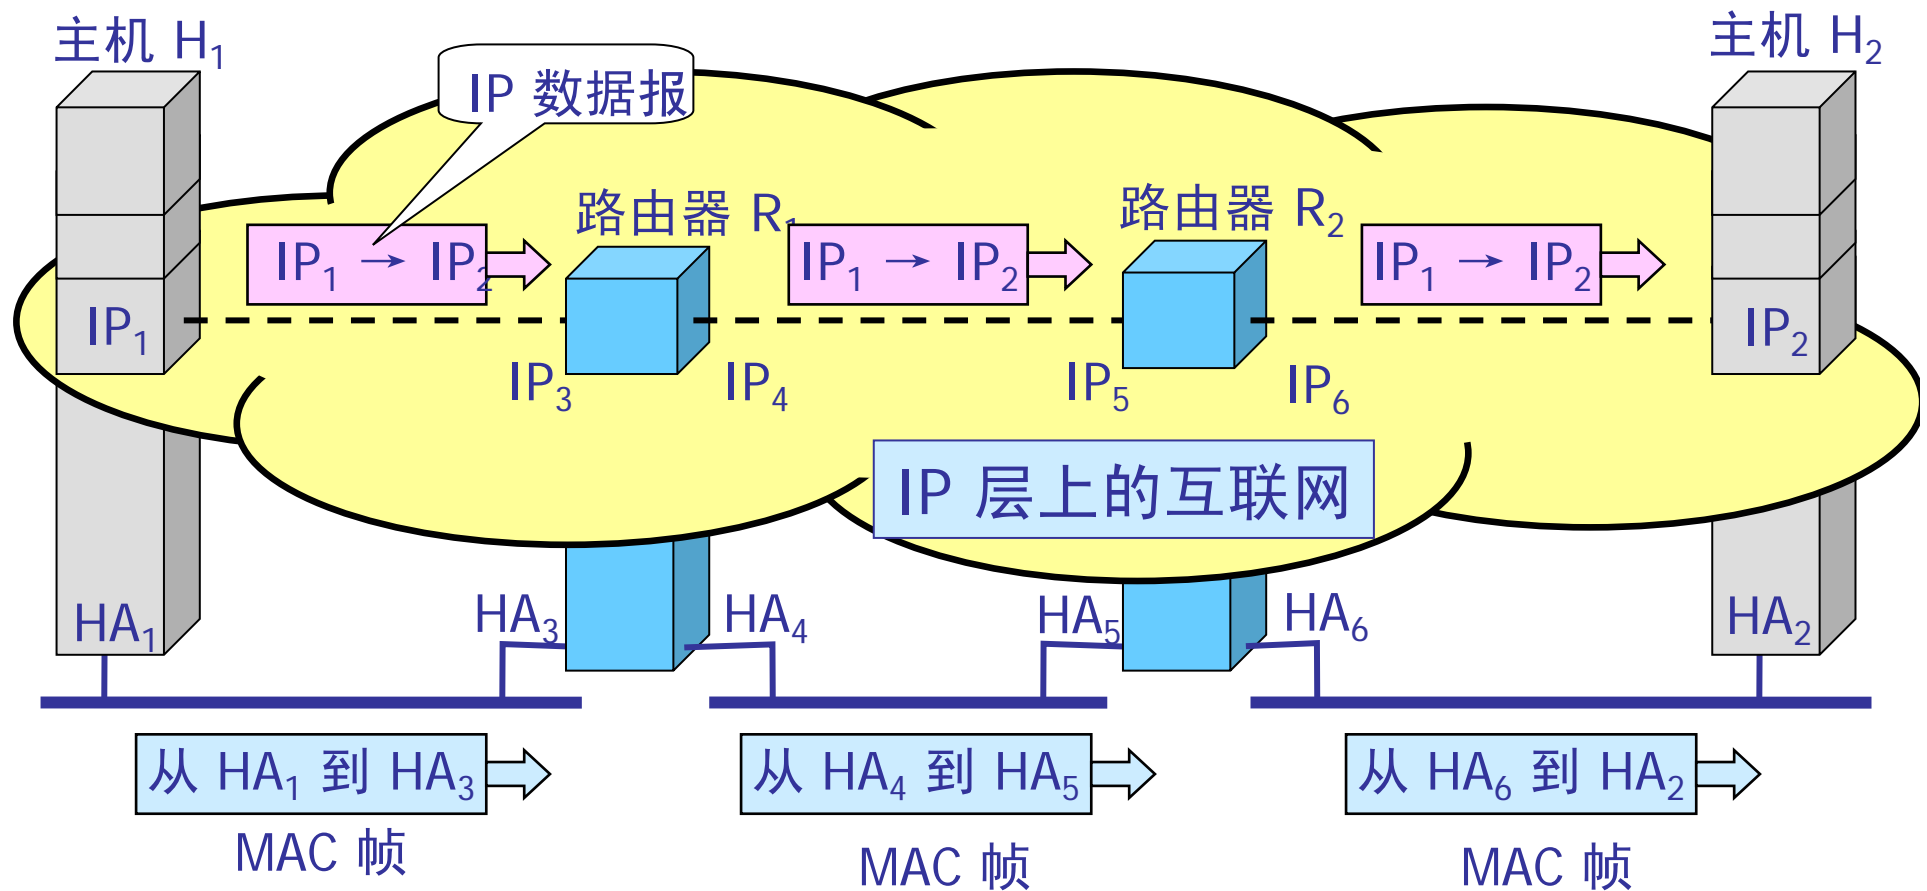 主机 H₁
主机 H₂
IP 数据报
路由器 R₁
路由器 R₂
IP₁ → IP₂
IP₁ → IP₂
IP₁ → IP₂
IP₁
IP₂
IP₃
IP₄
IP₅
IP₆
IP 层上的互联网
HA₁
HA₃
HA₄
HA₅
HA₆
HA₂
从 HA₁ 到 HA₃
从 HA₄ 到 HA₅
从 HA₆ 到 HA₂
MAC 帧
MAC 帧
MAC 帧